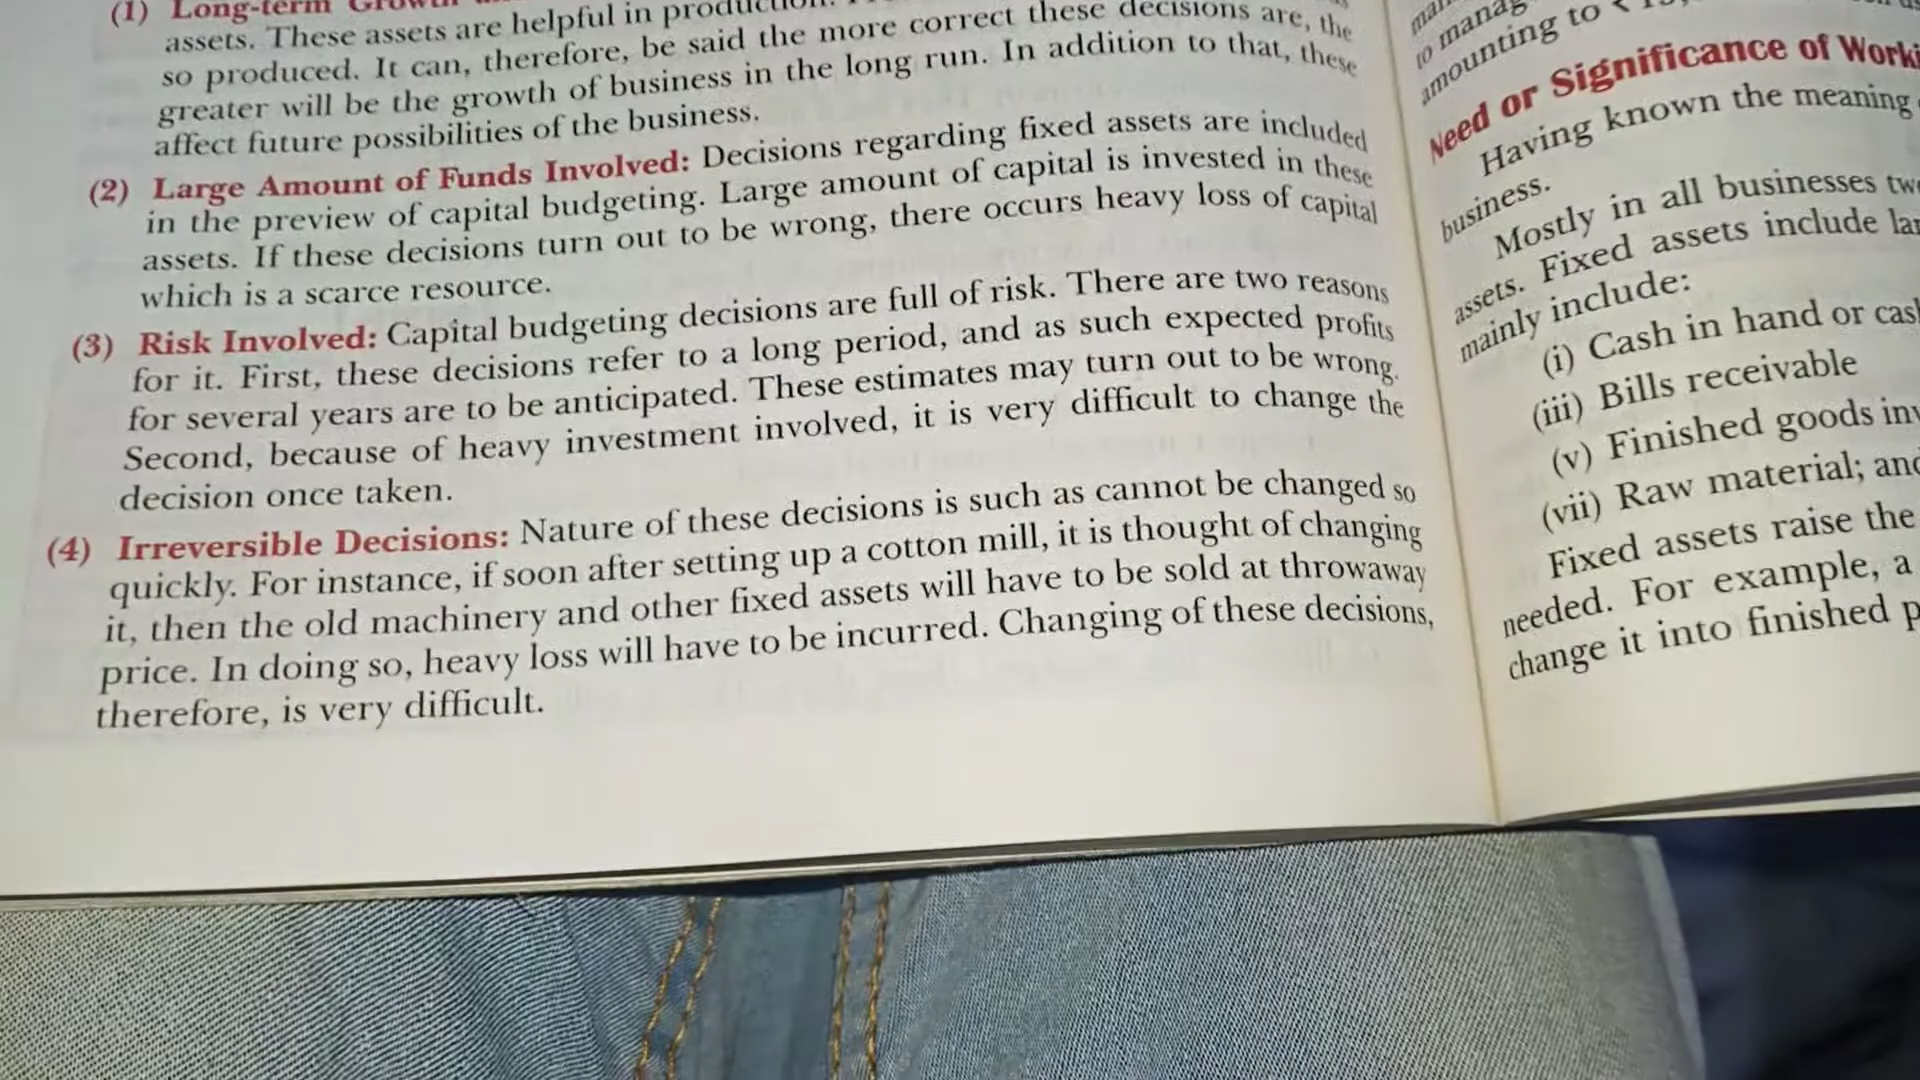 (1) Long-term Growth
assets. These assets are helpful in production.
so produced. It can, therefore, be said the more correct these decisions are, the
greater will be the growth of business in the long run. In addition to that, these
affect future possibilities of the business.
(2) Large Amount of Funds Involved: Decisions regarding fixed assets are included
in the preview of capital budgeting. Large amount of capital is invested in these
assets. If these decisions turn out to be wrong, there occurs heavy loss of capital
which is a scarce resource.
(3) Risk Involved: Capital budgeting decisions are full of risk. There are two reasons
for it. First, these decisions refer to a long period, and as such expected profits
for several years are to be anticipated. These estimates may turn out to be wrong.
Second, because of heavy investment involved, it is very difficult to change the
decision once taken.
(4) Irreversible Decisions: Nature of these decisions is such as cannot be changed so
quickly. For instance, if soon after setting up a cotton mill, it is thought of changing
it, then the old machinery and other fixed assets will have to be sold at throwaway
price. In doing so, heavy loss will have to be incurred. Changing of these decisions,
therefore, is very difficult.
to
amounting to ₹
Need or Significance of
Having known the meaning
business.
Mostly in all businesses
assets. Fixed assets include
mainly include:
(i) Cash in hand or
(iii) Bills receivable
(v) Finished goods
(vii) Raw material;
Fixed assets raise the
needed. For example, a
change it into finished